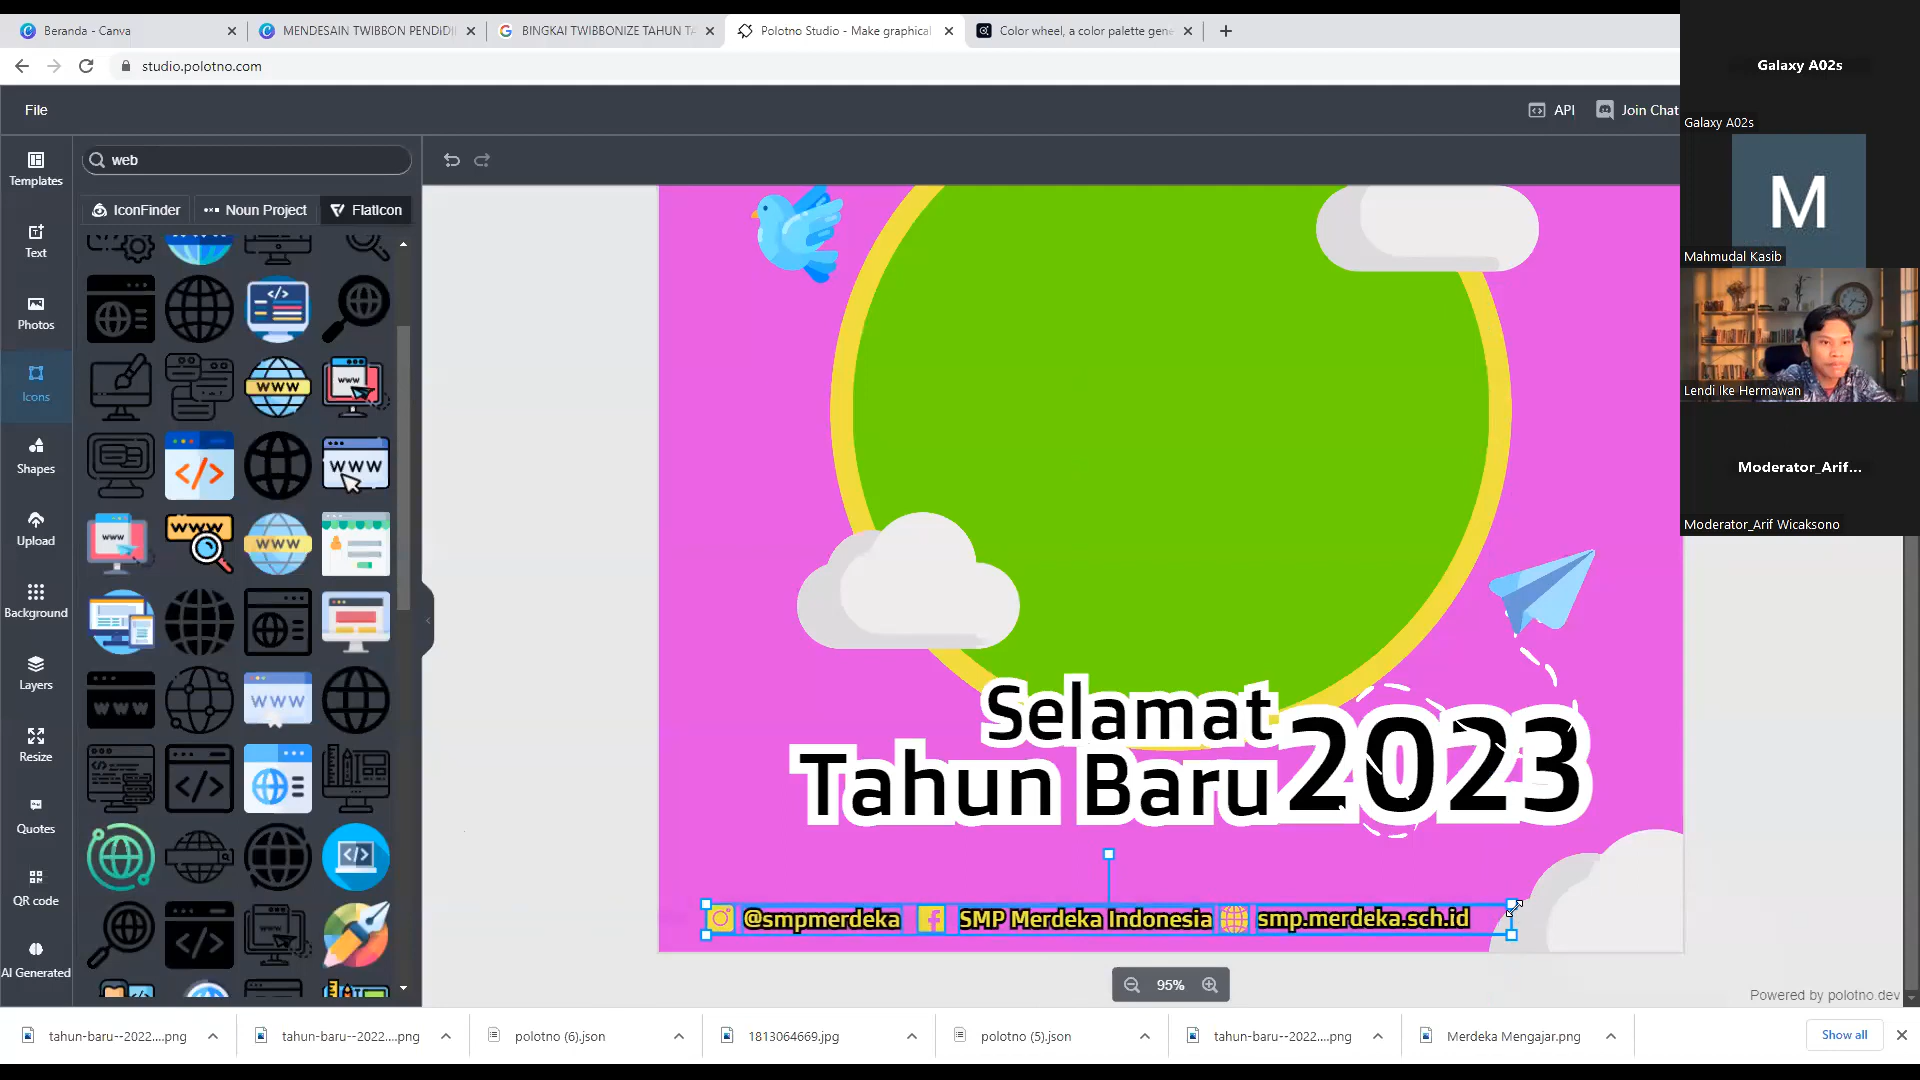 Beranda - Canva
MENDESAIN TWIBBON PENDIDI
BINGKAI TWIBBONIZE TAHUN T
Polotno Studio - Make graphical
Color wheel, a color palette gene
studio.polotno.com
File
API
Join Chat
web
IconFinder
Noun Project
FlatIcon
Templates
Text
Photos
Icons
Shapes
Upload
Background
Layers
Resize
Quotes
QR code
AI Generated
www
www
www
www
www
www
www
www
Selamat
Tahun Baru 2023
@smpmerdeka
SMP Merdeka Indonesia
smp.merdeka.sch.id
95%
Powered by polotno.dev
Galaxy A02s
Galaxy A02s
M
Mahmudal Kasib
Lendi Ike Hermawan
Moderator_Arif...
Moderator_Arif Wicaksono
tahun-baru--2022....png
tahun-baru--2022....png
polotno (6).json
1813064669.jpg
polotno (5).json
tahun-baru--2022....png
Merdeka Mengajar.png
Show all